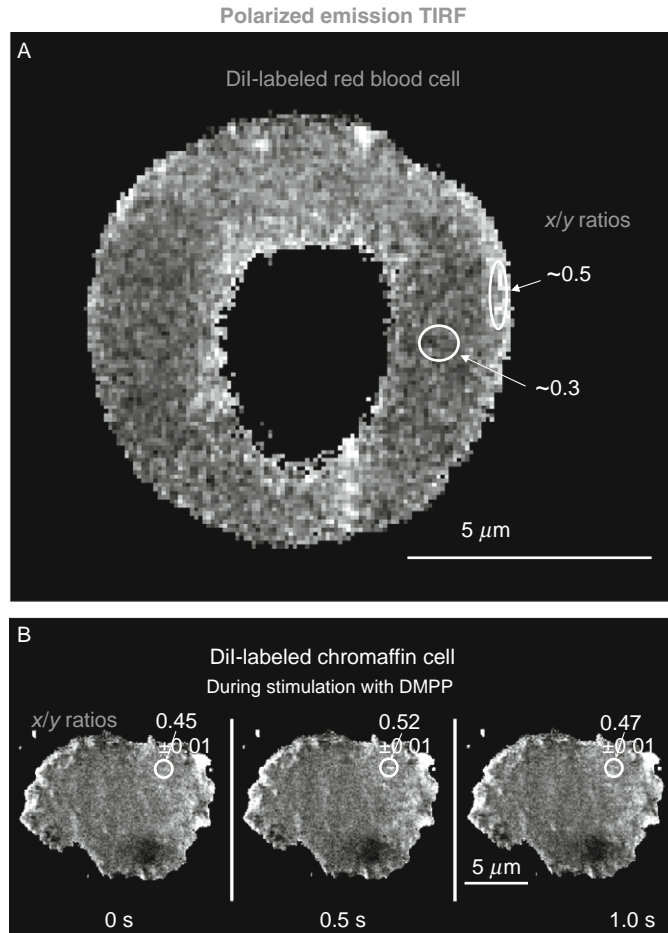 Polarized emission TIRF
A
DiI-labeled red blood cell
x/y ratios
~0.5
~0.3
5 μm
B
DiI-labeled chromaffin cell
During stimulation with DMPP
x/y ratios
0.45
±0.01
0.52
±0.01
0.47
±0.01
5 μm
0 s
0.5 s
1.0 s